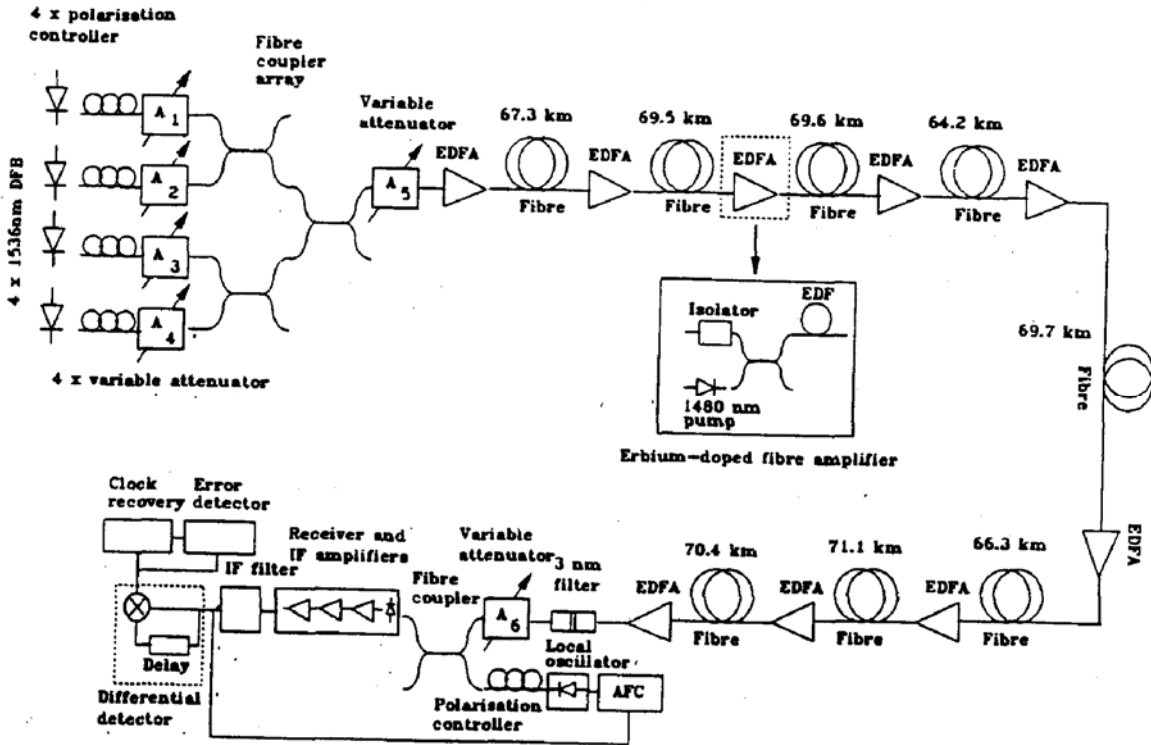 4 x polarisation
controller
Fibre
coupler
array
Variable
attenuator
67.3 km
69.5 km
69.6 km
64.2 km
EDFA
EDFA
EDFA
EDFA
EDFA
Fibre
Fibre
Fibre
Fibre
A 1
A 2
A 3
A 4
A 5
4 x 1536nm DFB
4 x variable attenuator
Isolator
EDF
1480 nm
pump
Erbium-doped fibre amplifier
69.7 km
Fibre
EDFA
Clock
recovery
Error
detector
Receiver and
IF amplifiers
Variable
attenuator
3 nm
filter
70.4 km
71.1 km
66.3 km
IF filter
Fibre
coupler
A 6
EDFA
EDFA
EDFA
Fibre
Fibre
Fibre
Delay
Local
oscillator
AFC
Differential
detector
Polarisation
controller